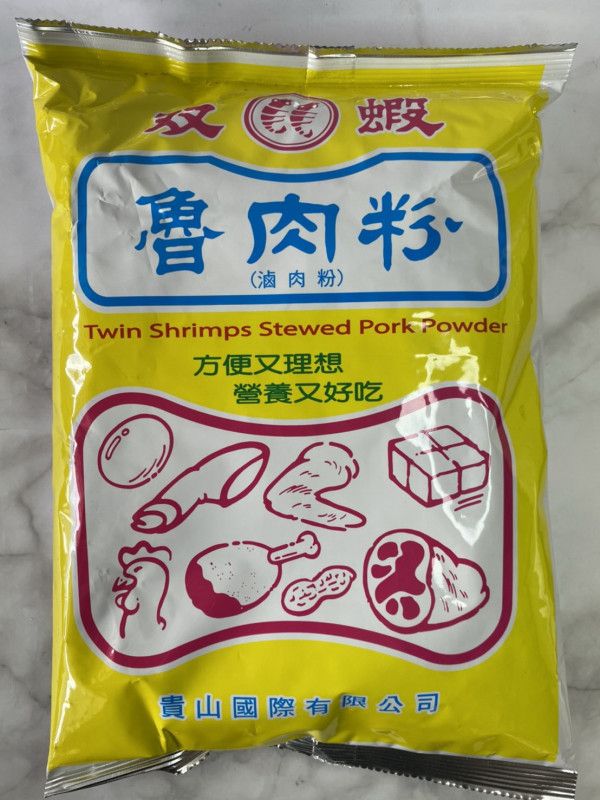 双蝦
魯肉粉
(滷肉粉)
Twin Shrimps Stewed Pork Powder
方便又理想
營養又好吃
貴山國際有限公司